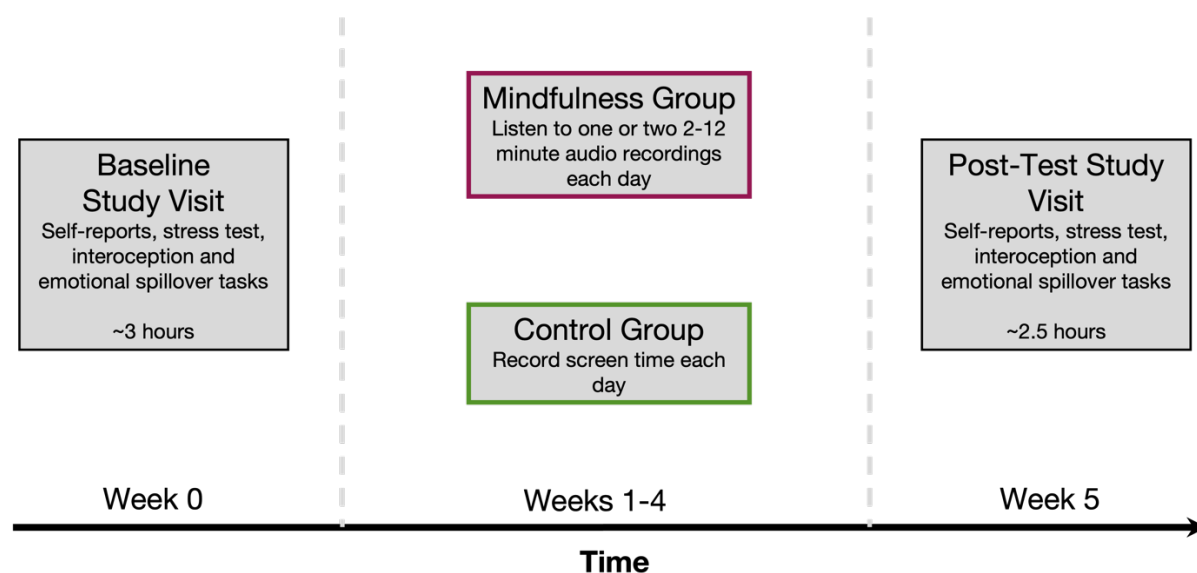 Baseline
Study Visit
Self-reports, stress test,
interoception and
emotional spillover tasks
~3 hours
Mindfulness Group
Listen to one or two 2-12
minute audio recordings
each day
Control Group
Record screen time each
day
Post-Test Study
Visit
Self-reports, stress test,
interoception and
emotional spillover tasks
~2.5 hours
Week 0
Weeks 1-4
Week 5
Time